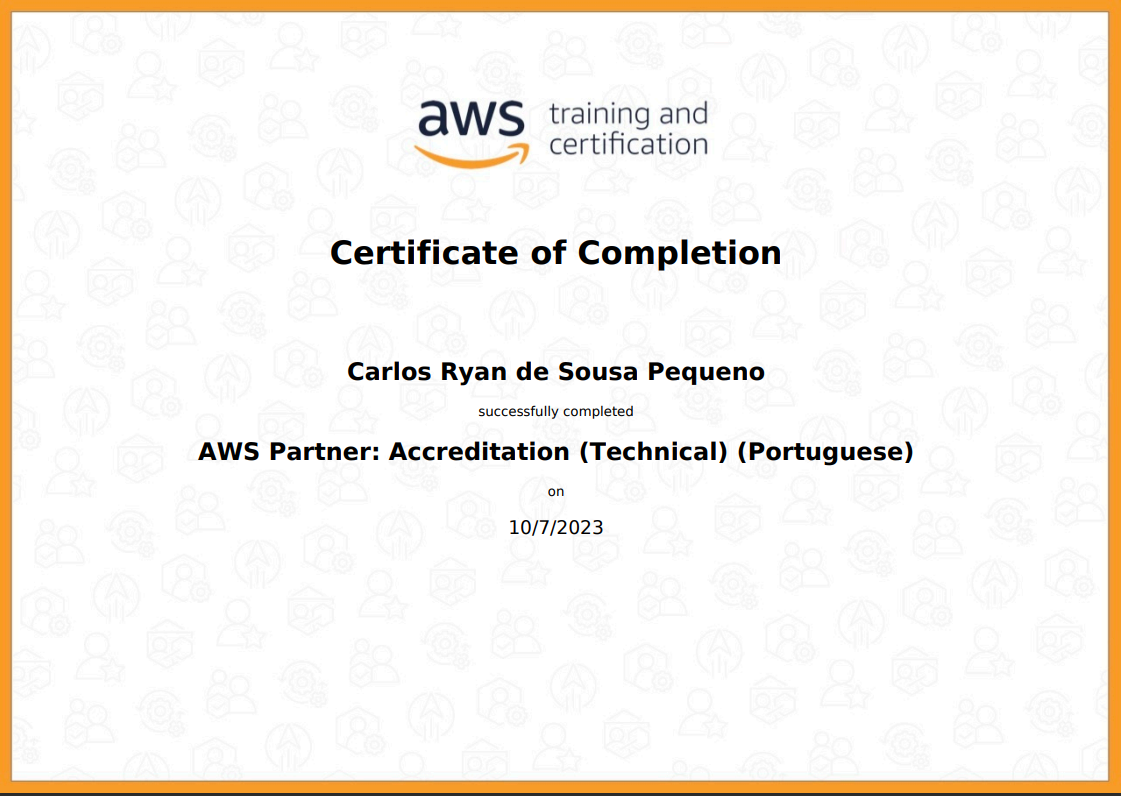 aws training and
certification
Certificate of Completion
Carlos Ryan de Sousa Pequeno
successfully completed
AWS Partner: Accreditation (Technical) (Portuguese)
on
10/7/2023